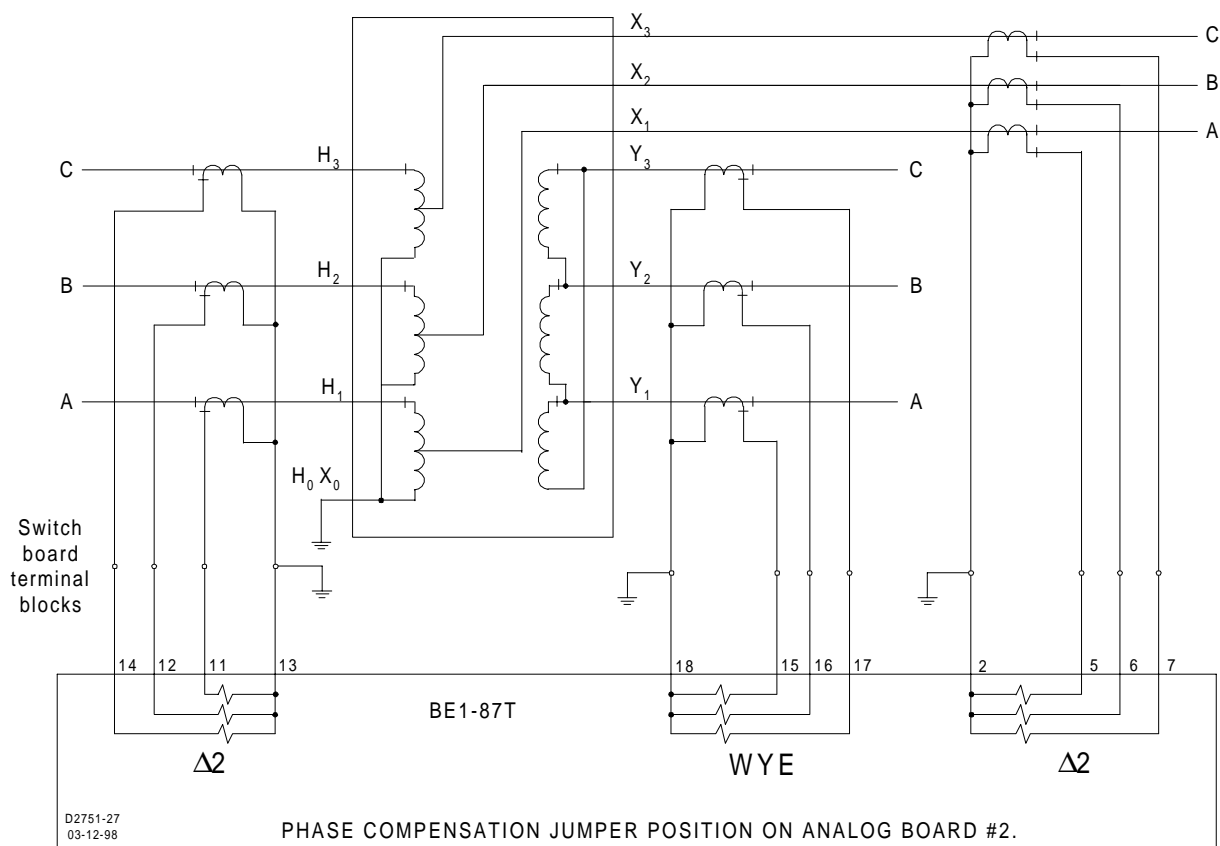 X3
C
X2
B
X1
A
C
H3
Y3
C
B
H2
Y2
B
A
H1
Y1
A
H0 X0
Switch
board
terminal
blocks
14 12 11 13 18 15 16 17 2 5 6 7
BE1-87T
Δ2
WYE
Δ2
D2751-27
03-12-98
PHASE COMPENSATION JUMPER POSITION ON ANALOG BOARD #2.